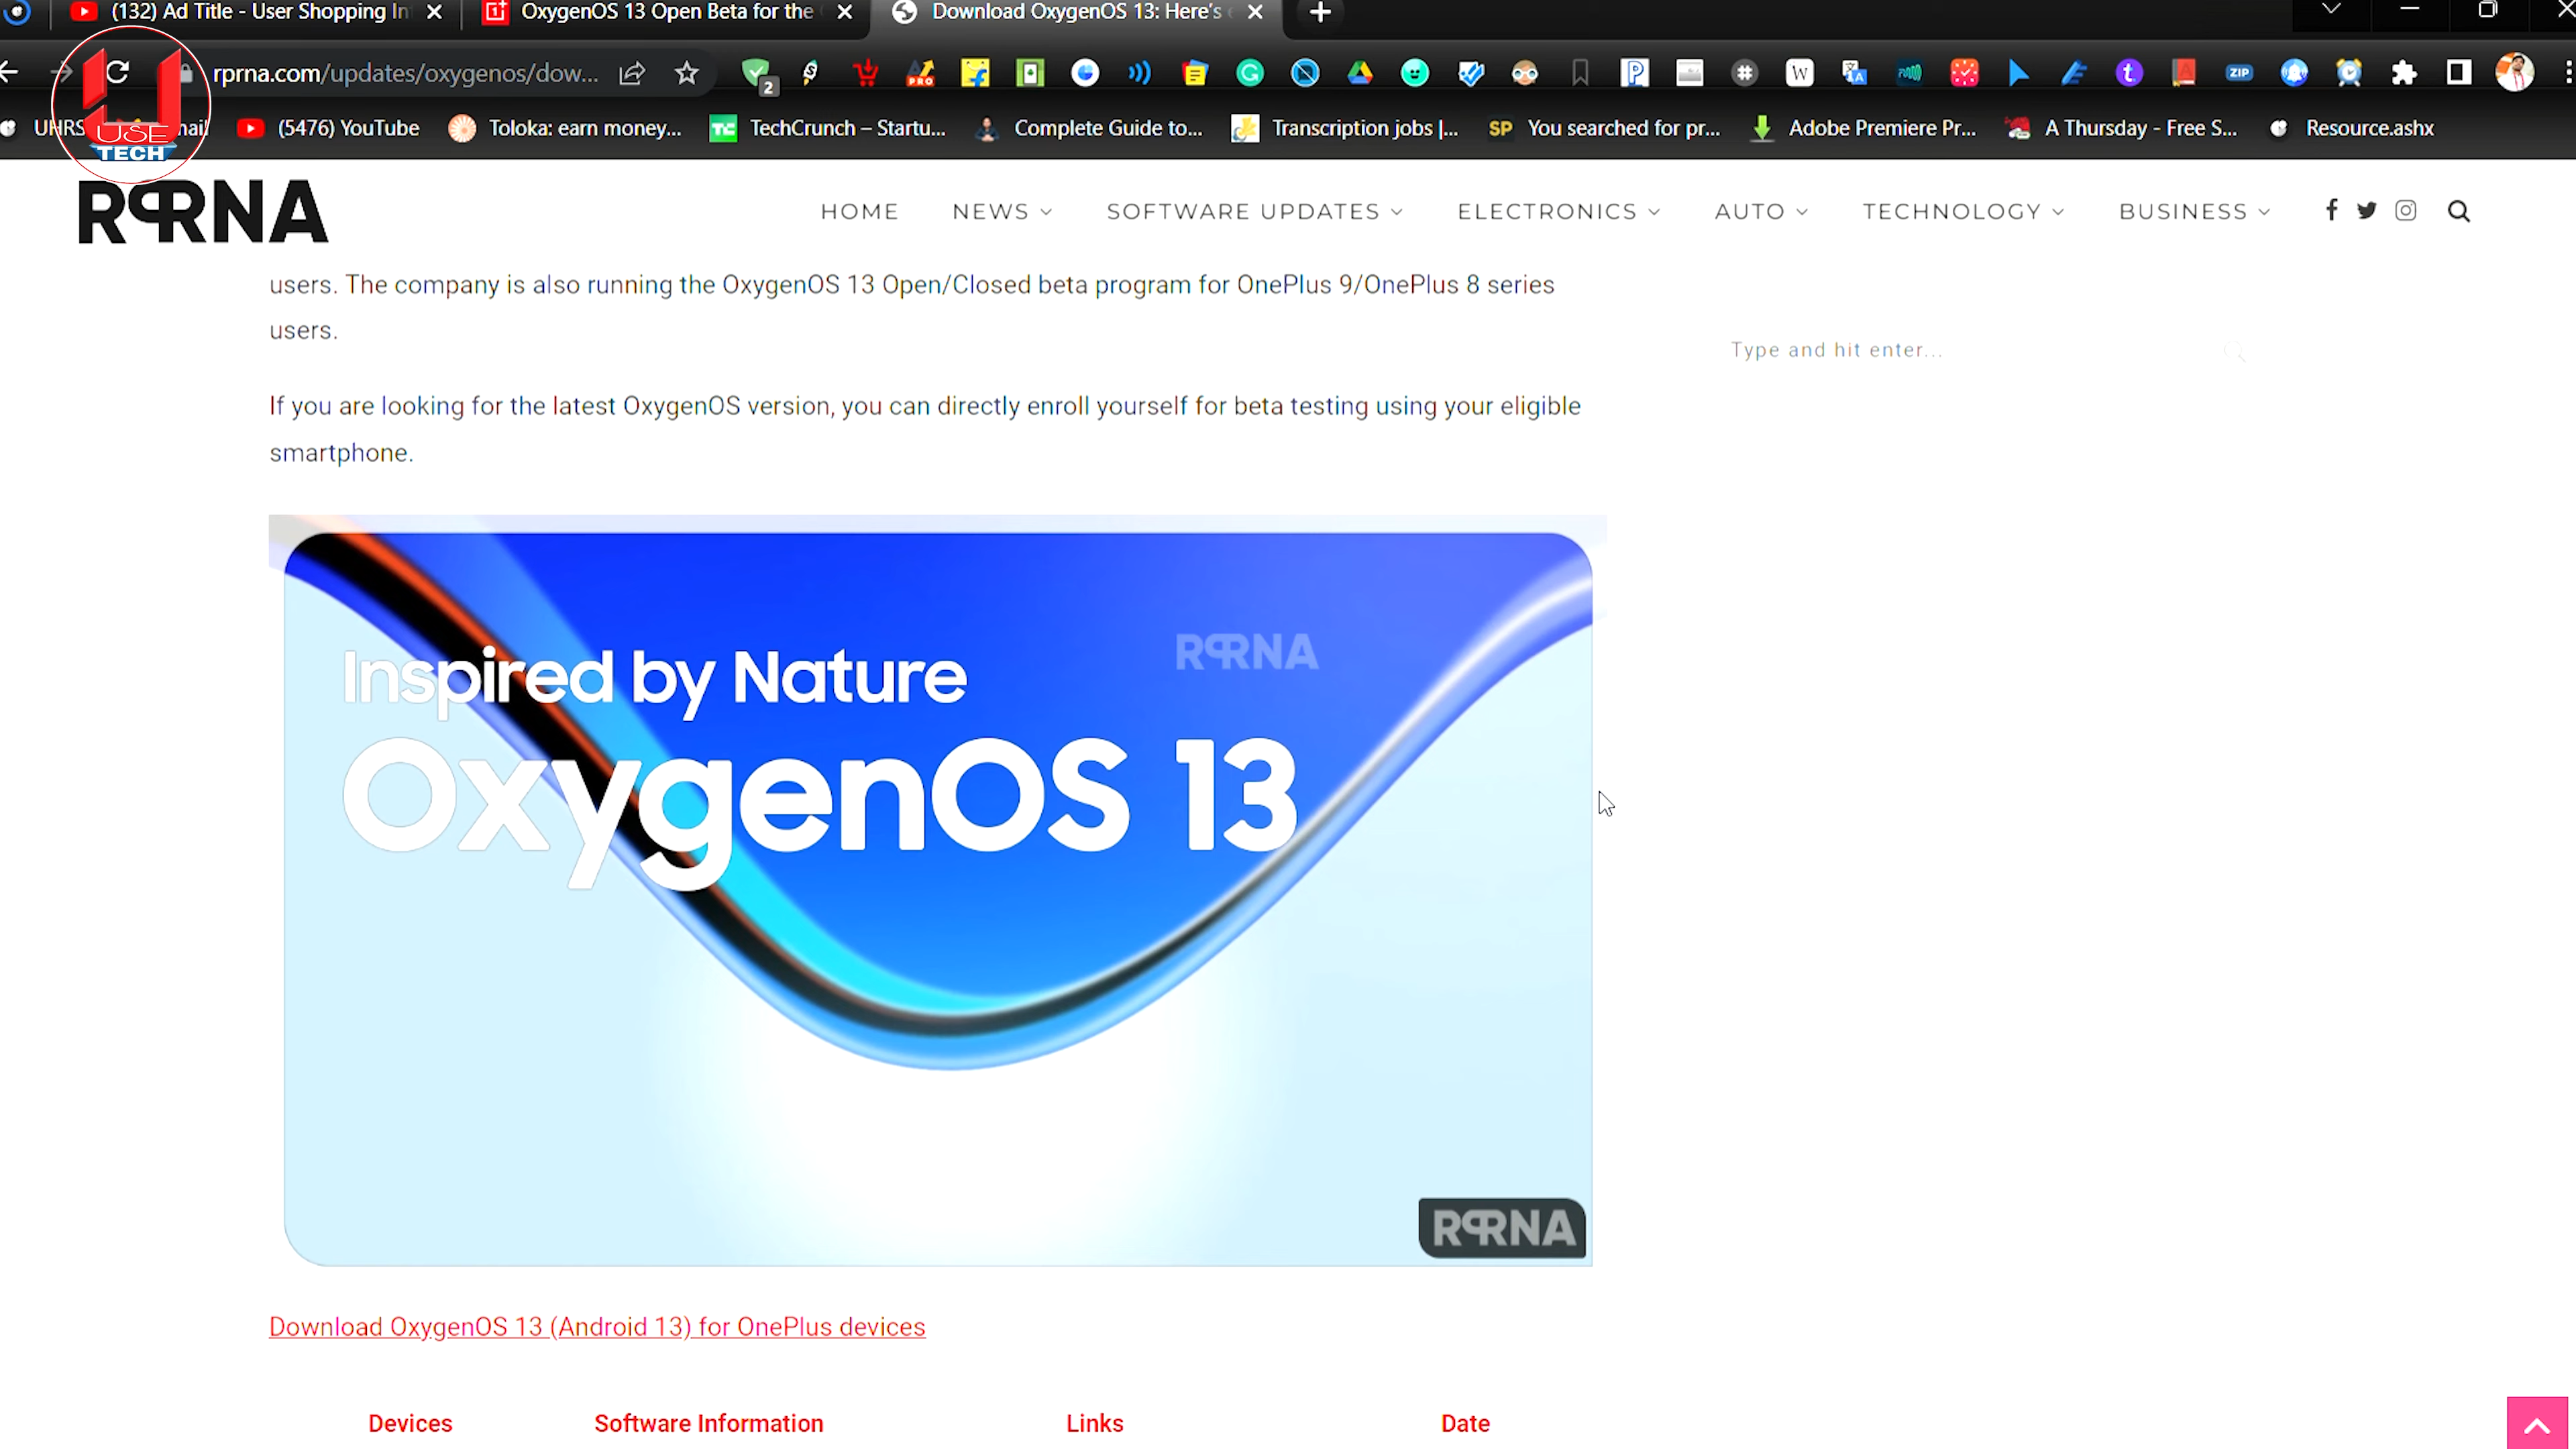 (132) Ad Title - User Shopping In
OxygenOS 13 Open Beta for the
Download OxygenOS 13: Here's
rprna.com/updates/oxygenos/dow...
2
PRO
G
P
#
W
t
ZIP
UHRS
mail
(5476) YouTube
Toloka: earn money...
TechCrunch – Startu...
Complete Guide to...
Transcription jobs |...
SP
You searched for pr...
Adobe Premiere Pr...
A Thursday - Free S...
Resource.ashx
U
USE
TECH
RPRNA
HOME
NEWS
SOFTWARE UPDATES
ELECTRONICS
AUTO
TECHNOLOGY
BUSINESS
users. The company is also running the OxygenOS 13 Open/Closed beta program for OnePlus 9/OnePlus 8 series
users.
Type and hit enter...
If you are looking for the latest OxygenOS version, you can directly enroll yourself for beta testing using your eligible
smartphone.
RPRNA
Inspired by Nature
OxygenOS 13
RPRNA
Download OxygenOS 13 (Android 13) for OnePlus devices
Devices
Software Information
Links
Date